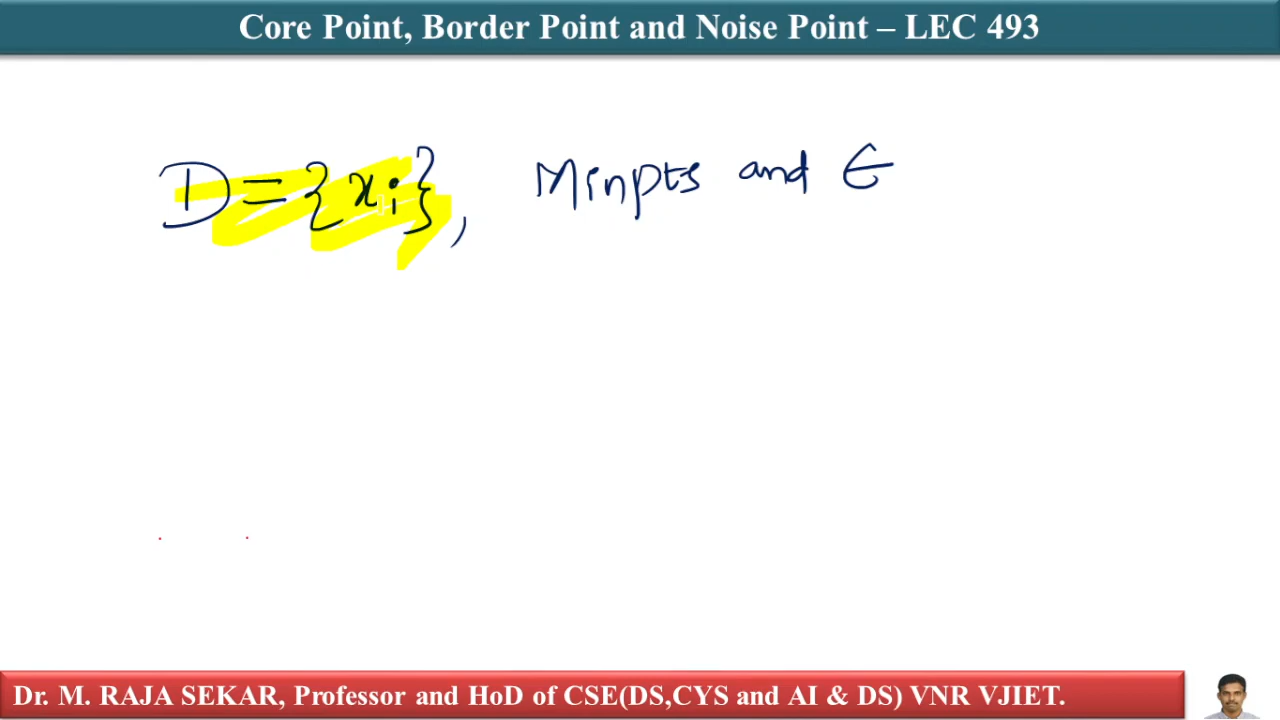 Core Point, Border Point and Noise Point – LEC 493
D = {xi}, Minpts and ∈
Dr. M. RAJA SEKAR, Professor and HoD of CSE(DS,CYS and AI & DS) VNR VJIET.